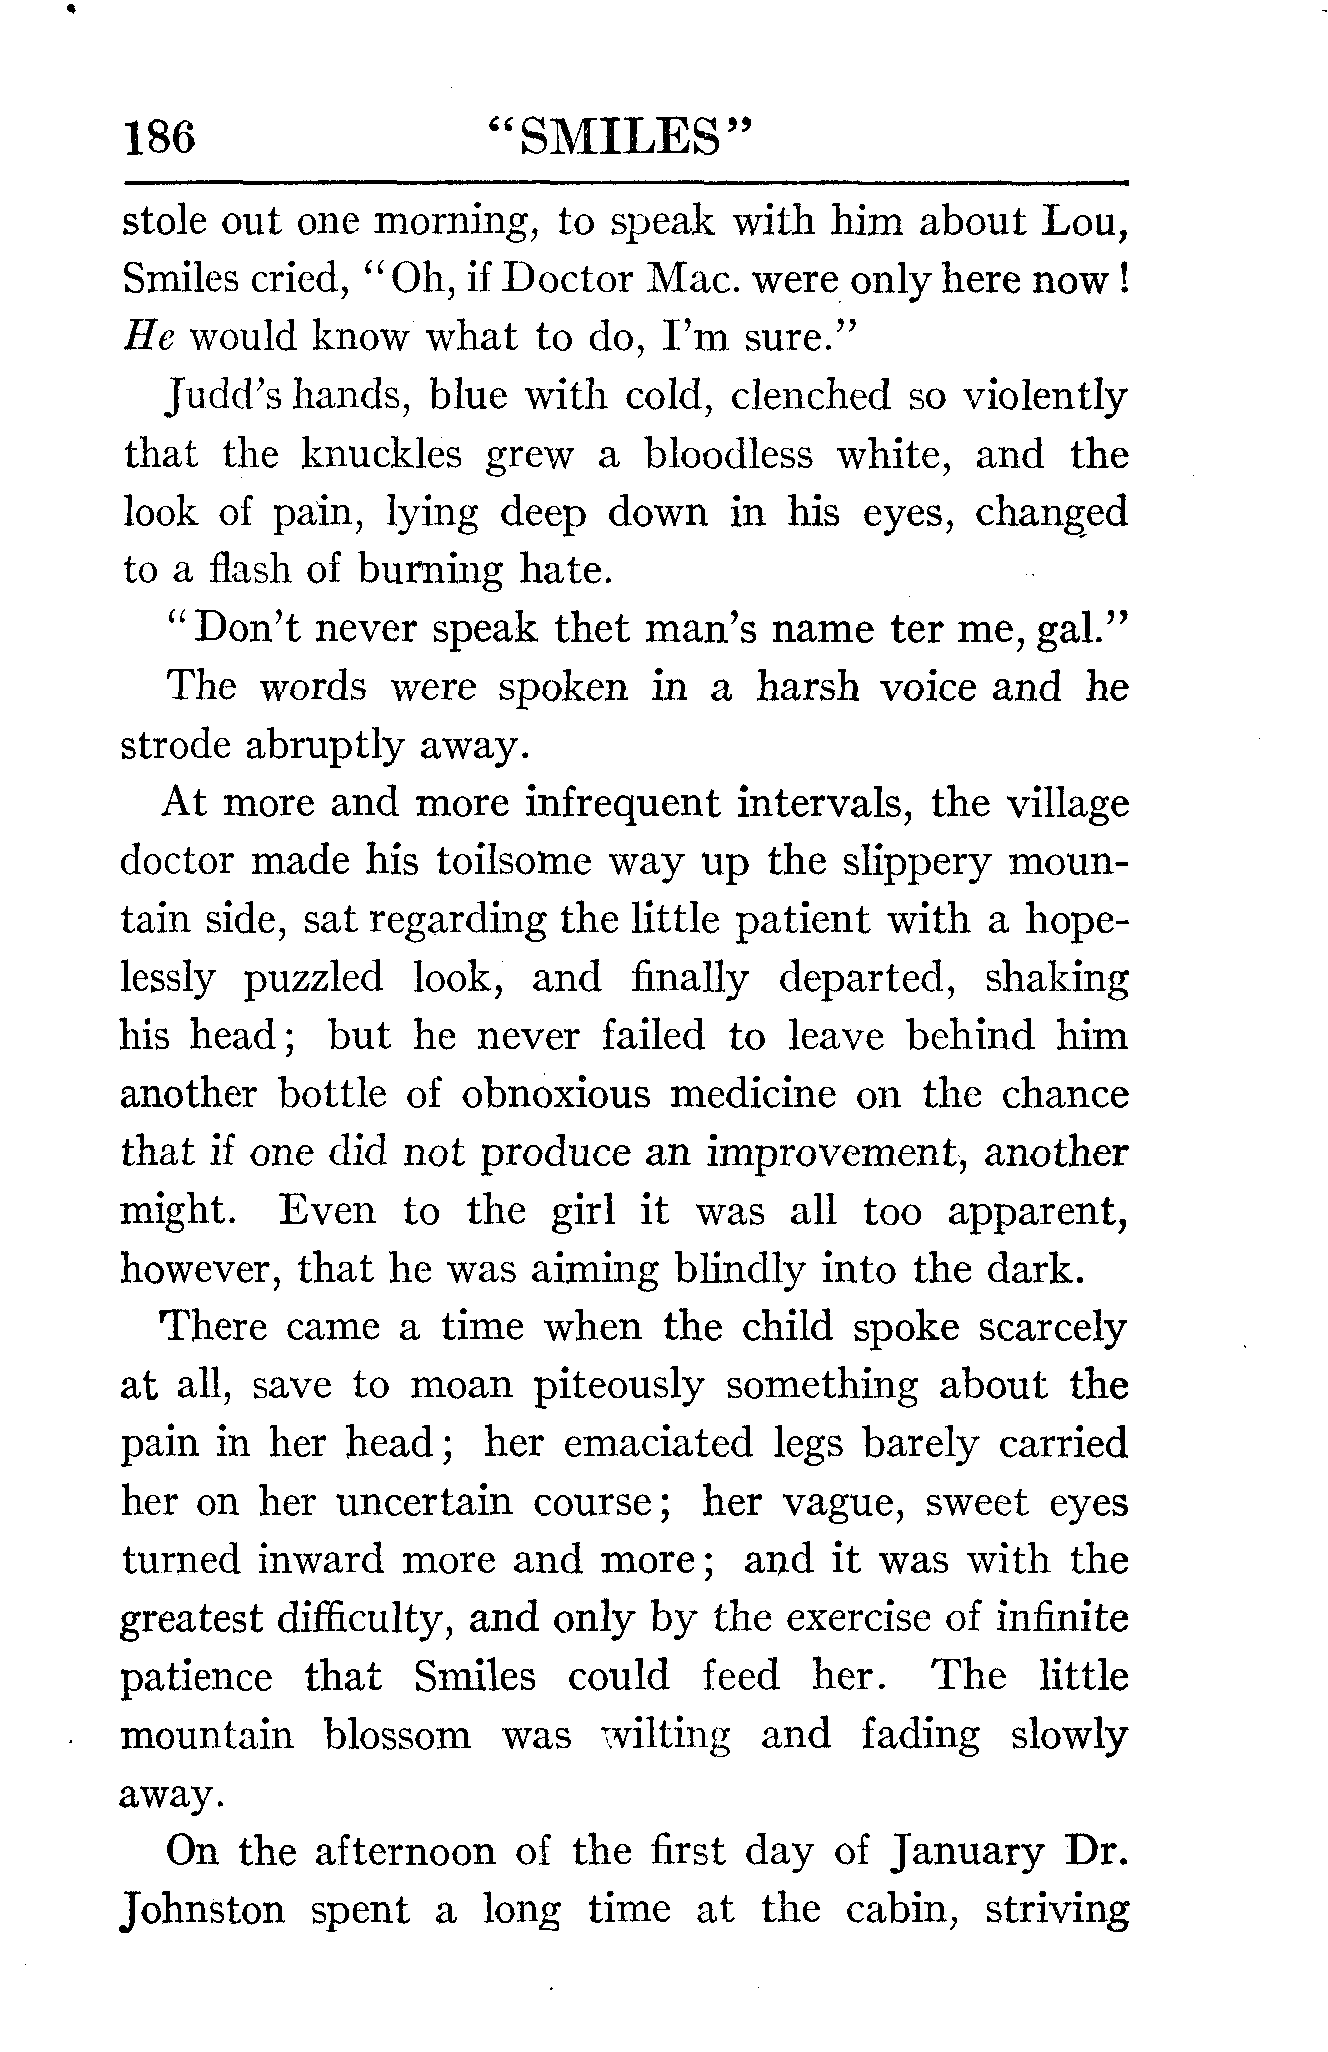 186 "SMILES"
stole out one morning, to speak with him about Lou,
Smiles cried, "Oh, if Doctor Mac. were only here now!
He would know what to do, I'm sure."
Judd's hands, blue with cold, clenched so violently
that the knuckles grew a bloodless white, and the
look of pain, lying deep down in his eyes, changed
to a flash of burning hate.
"Don't never speak thet man's name ter me, gal."
The words were spoken in a harsh voice and he
strode abruptly away.
At more and more infrequent intervals, the village
doctor made his toilsome way up the slippery moun-
tain side, sat regarding the little patient with a hope-
lessly puzzled look, and finally departed, shaking
his head; but he never failed to leave behind him
another bottle of obnoxious medicine on the chance
that if one did not produce an improvement, another
might. Even to the girl it was all too apparent,
however, that he was aiming blindly into the dark.
There came a time when the child spoke scarcely
at all, save to moan piteously something about the
pain in her head; her emaciated legs barely carried
her on her uncertain course; her vague, sweet eyes
turned inward more and more; and it was with the
greatest difficulty, and only by the exercise of infinite
patience that Smiles could feed her. The little
mountain blossom was wilting and fading slowly
away.
On the afternoon of the first day of January Dr.
Johnston spent a long time at the cabin, striving